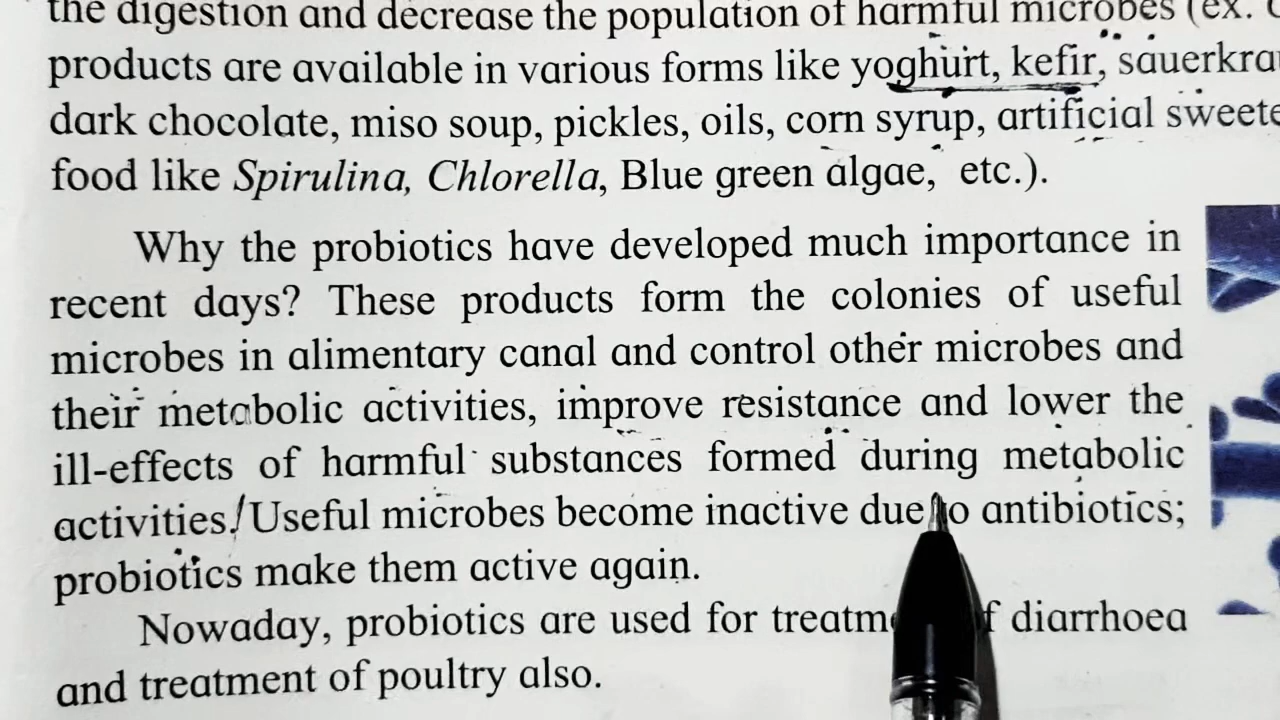 the digestion and decrease the population of harmful microbes (ex.
products are available in various forms like yoghurt, kefir,
dark chocolate, miso soup, pickles, oils, corn syrup, artificial
food like Spirulina, Chlorella, Blue green algae, etc.).
Why the probiotics have developed much importance in
recent days? These products form the colonies of useful
microbes in alimentary canal and control other microbes and
their metabolic activities, improve resistance and lower the
ill-effects of harmful substances formed during metabolic
activities. Useful microbes become inactive due to antibiotics;
probiotics make them active again.
Nowaday, probiotics are used for treatment of diarrhoea
and treatment of poultry also.